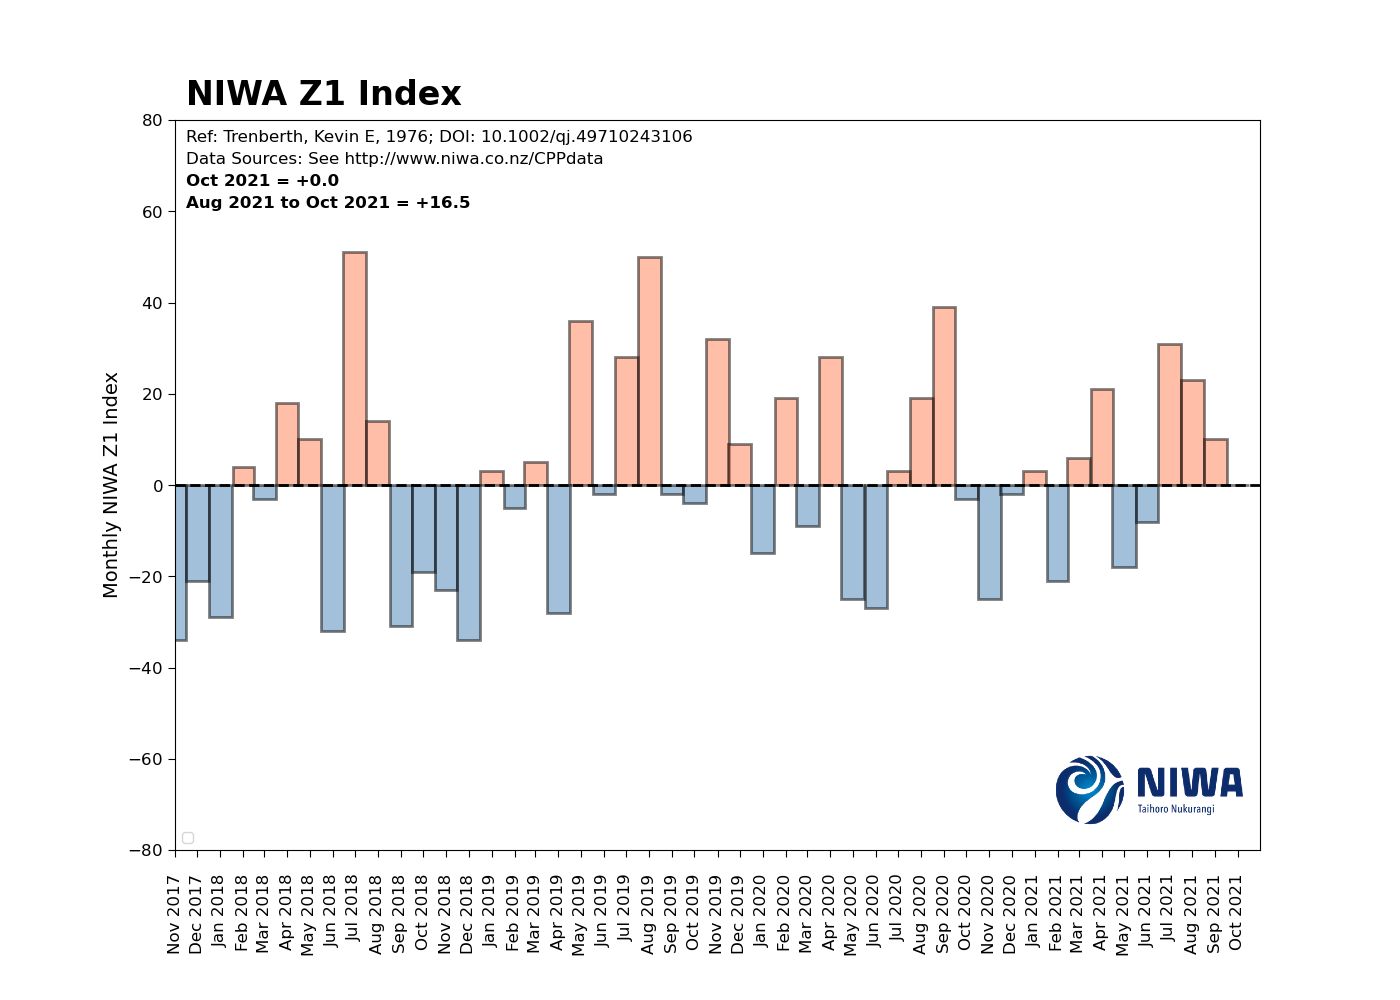 NIWA Z1 Index
Ref: Trenberth, Kevin E, 1976; DOI: 10.1002/qj.49710243106
Data Sources: See http://www.niwa.co.nz/CPPdata
Oct 2021 = +0.0
Aug 2021 to Oct 2021 = +16.5
Monthly NIWA Z1 Index
80
60
40
20
0
−20
−40
−60
−80
NIWA
Taihoro Nukurangi
Nov 2017
Dec 2017
Jan 2018
Feb 2018
Mar 2018
Apr 2018
May 2018
Jun 2018
Jul 2018
Aug 2018
Sep 2018
Oct 2018
Nov 2018
Dec 2018
Jan 2019
Feb 2019
Mar 2019
Apr 2019
May 2019
Jun 2019
Jul 2019
Aug 2019
Sep 2019
Oct 2019
Nov 2019
Dec 2019
Jan 2020
Feb 2020
Mar 2020
Apr 2020
May 2020
Jun 2020
Jul 2020
Aug 2020
Sep 2020
Oct 2020
Nov 2020
Dec 2020
Jan 2021
Feb 2021
Mar 2021
Apr 2021
May 2021
Jun 2021
Jul 2021
Aug 2021
Sep 2021
Oct 2021